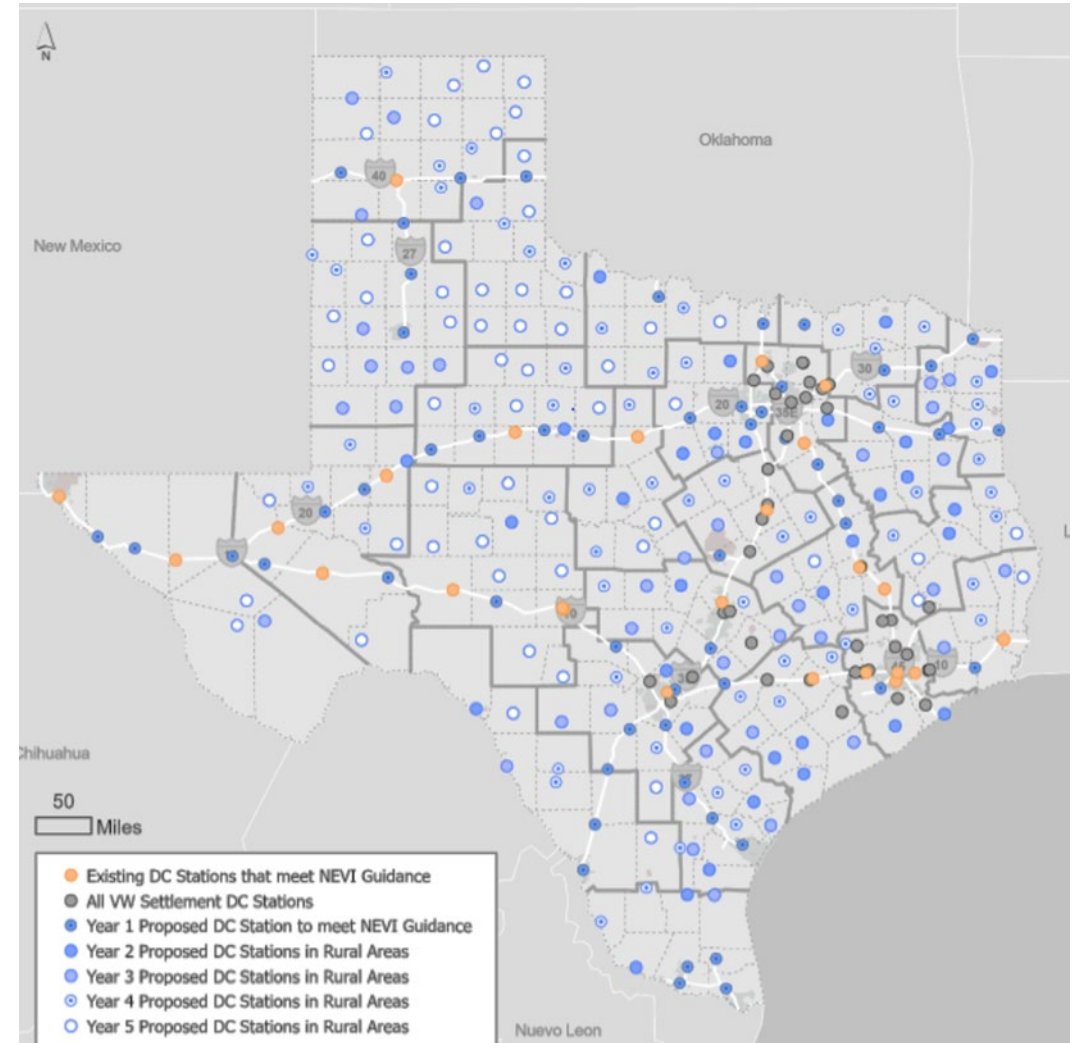 N
Oklahoma
40
New Mexico
27
30
20
35E
20
10
10
Chihuahua
50
Miles
Existing DC Stations that meet NEVI Guidance
All VW Settlement DC Stations
Year 1 Proposed DC Station to meet NEVI Guidance
Year 2 Proposed DC Stations in Rural Areas
Year 3 Proposed DC Stations in Rural Areas
Year 4 Proposed DC Stations in Rural Areas
Year 5 Proposed DC Stations in Rural Areas
Nuevo Leon